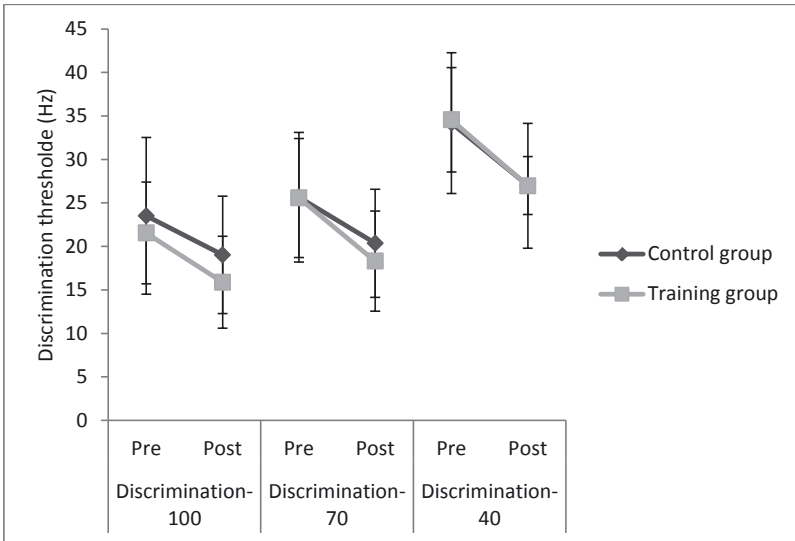 Discrimination thresholde (Hz)
45
40
35
30
25
20
15
10
5
0
Pre Post Pre Post Pre Post
Discrimination- Discrimination- Discrimination-
100 70 40
Control group
Training group